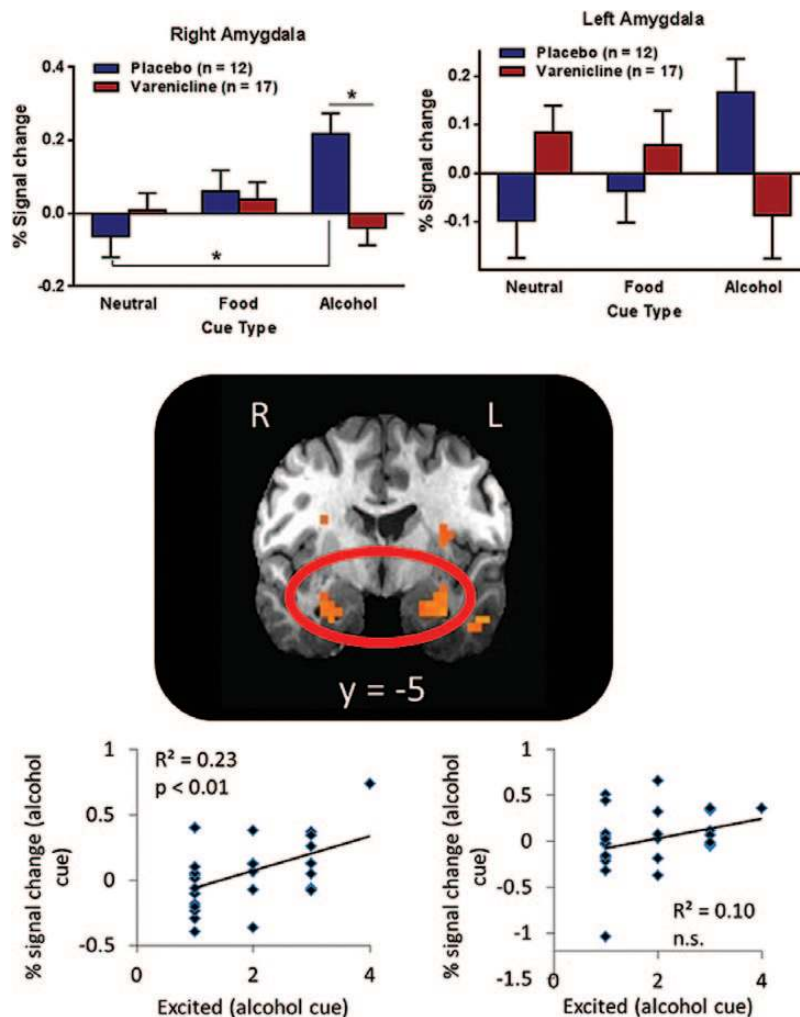 Right Amygdala
Placebo (n = 12)
Varenicline (n = 17)
% Signal change
0.4
0.2
0.0
-0.2
*
*
Neutral
Food
Alcohol
Cue Type
Left Amygdala
Placebo (n = 12)
Varenicline (n = 17)
% Signal change
0.2
0.1
0.0
-0.1
Neutral
Food
Alcohol
Cue Type
R
L
y = -5
% signal change (alcohol
cue)
1
0.5
0
-0.5
R² = 0.23
p < 0.01
0
2
4
Excited (alcohol cue)
% signal change (alcohol
cue)
1
0.5
0
-0.5
-1
-1.5
R² = 0.10
n.s.
0
2
4
Excited (alcohol cue)